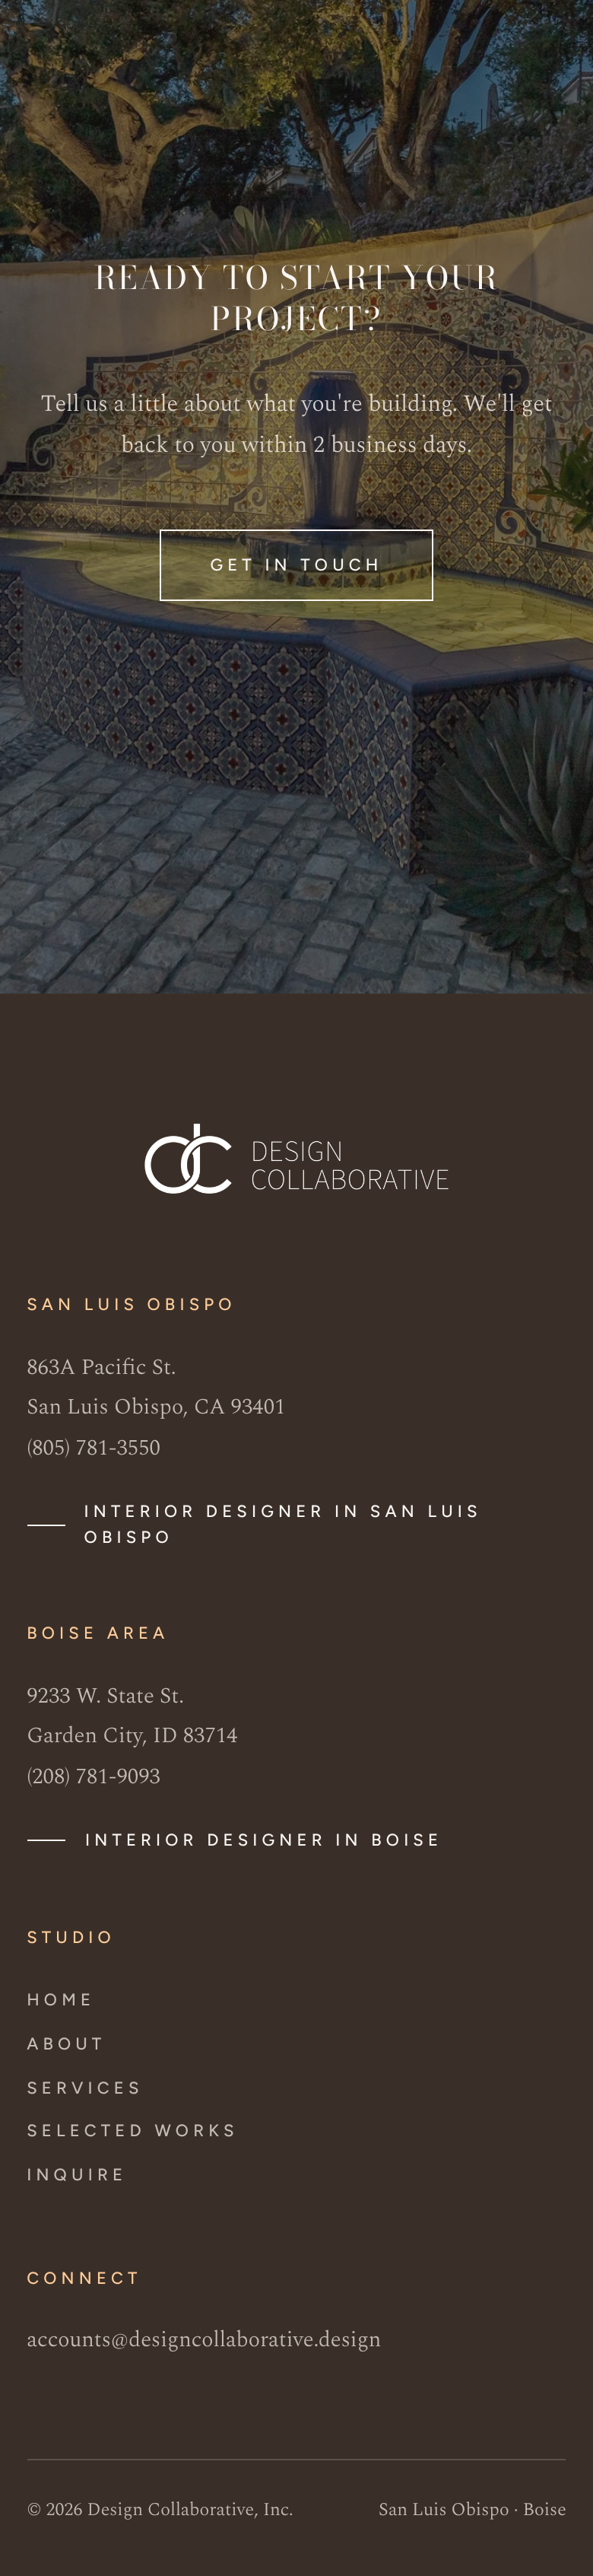 READY TO START YOUR
PROJECT?
Tell us a little about what you're building. We'll get
back to you within 2 business days.
GET IN TOUCH
dc DESIGN
COLLABORATIVE
SAN LUIS OBISPO
863A Pacific St.
San Luis Obispo, CA 93401
(805) 781-3550
INTERIOR DESIGNER IN SAN LUIS
OBISPO
BOISE AREA
9233 W. State St.
Garden City, ID 83714
(208) 781-9093
INTERIOR DESIGNER IN BOISE
STUDIO
HOME
ABOUT
SERVICES
SELECTED WORKS
INQUIRE
CONNECT
accounts@designcollaborative.design
© 2026 Design Collaborative, Inc.
San Luis Obispo · Boise